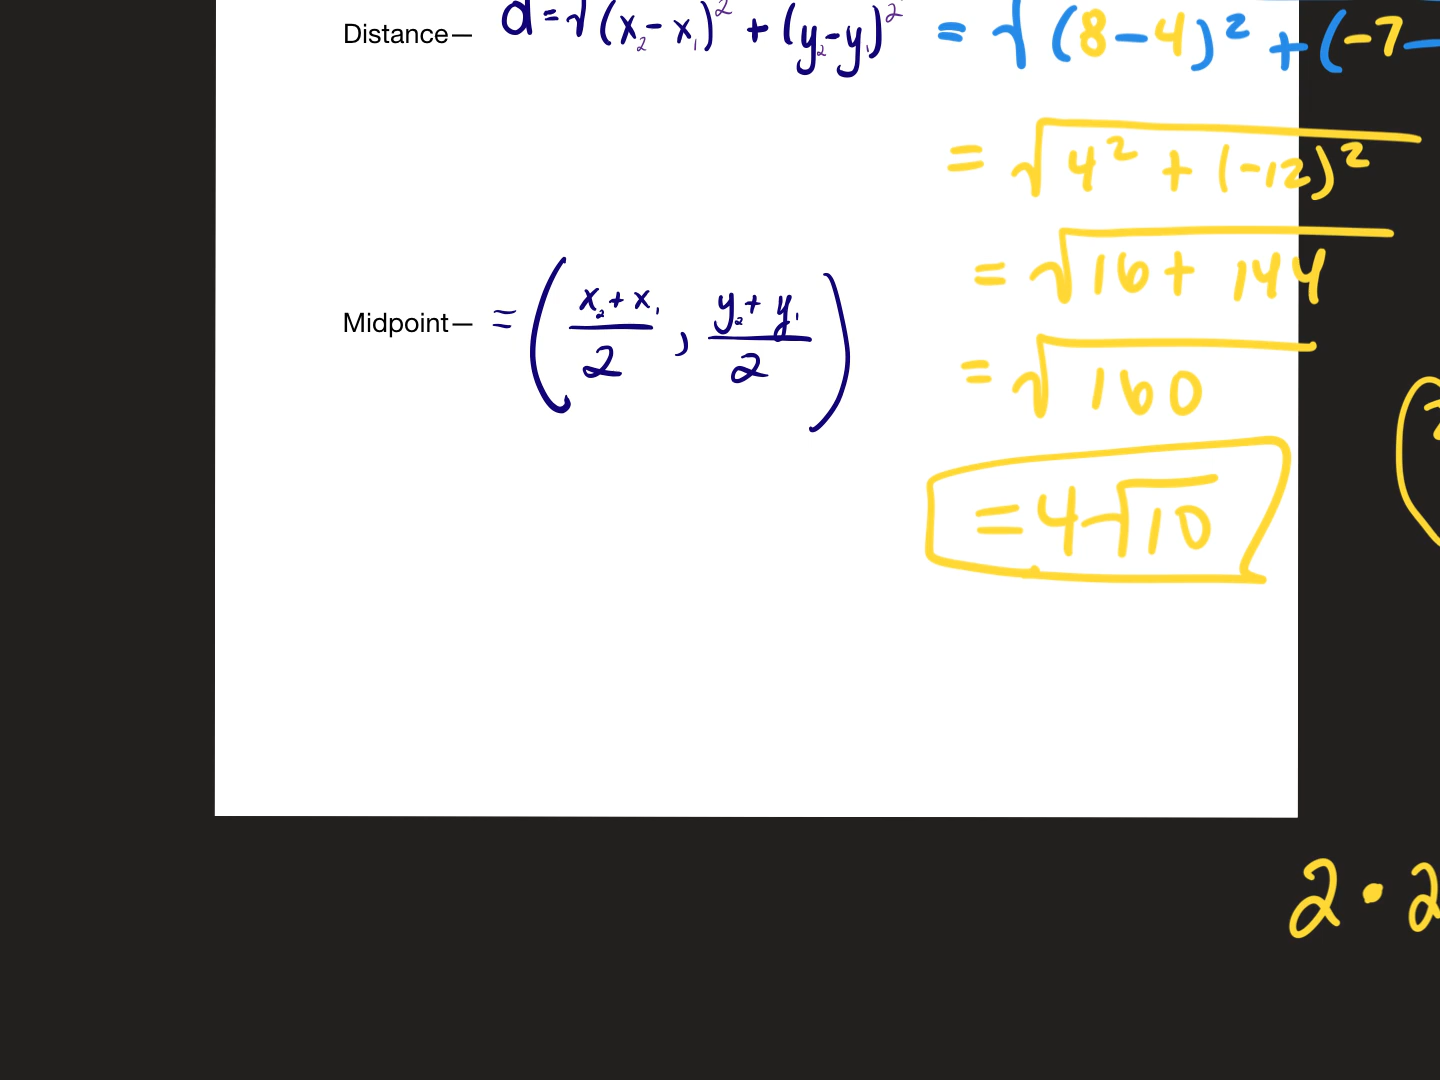 Distance— d = √(x₂ - x₁)² + (y₂ - y₁)² = √(8 - 4)² + (-7 -
= √4² + (-12)²
= √16 + 144
Midpoint— = (x₂ + x₁ / 2 , y₂ + y₁ / 2)
= √160
= 4√10
2 · 2